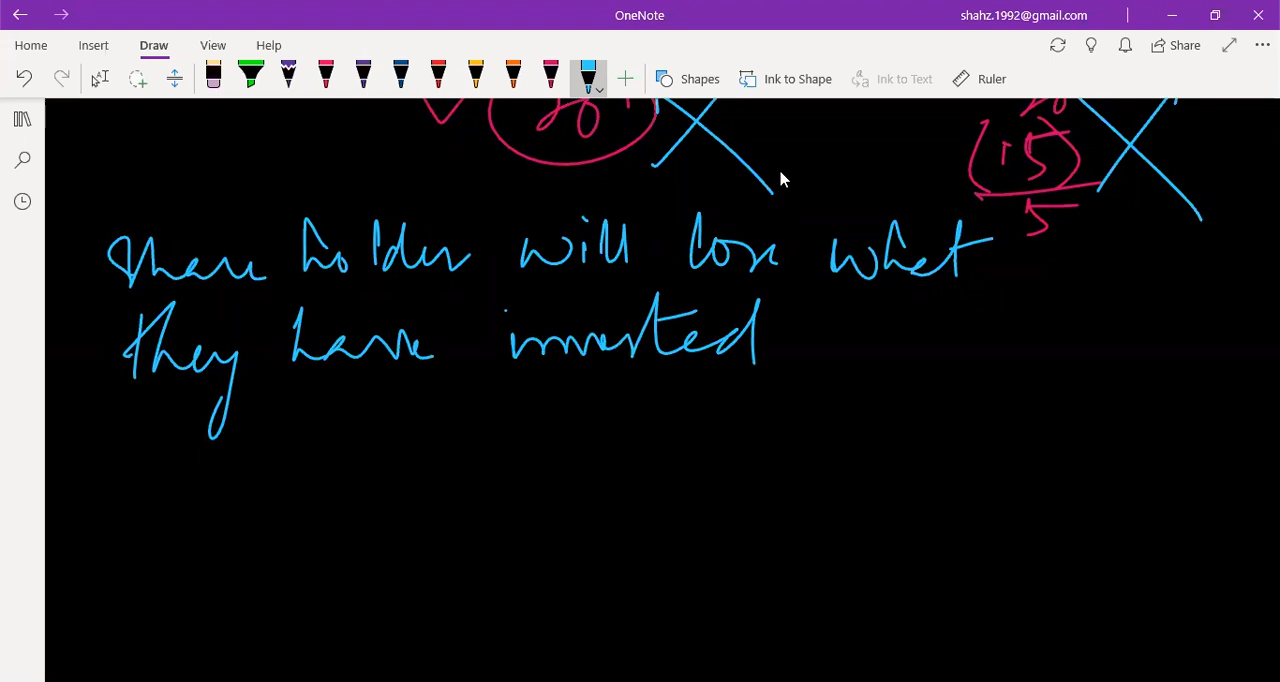 OneNote
shahz.1992@gmail.com
Home Insert Draw View Help
Share
Shapes Ink to Shape Ink to Text Ruler
15
5
Share holder will lose what
They have invested